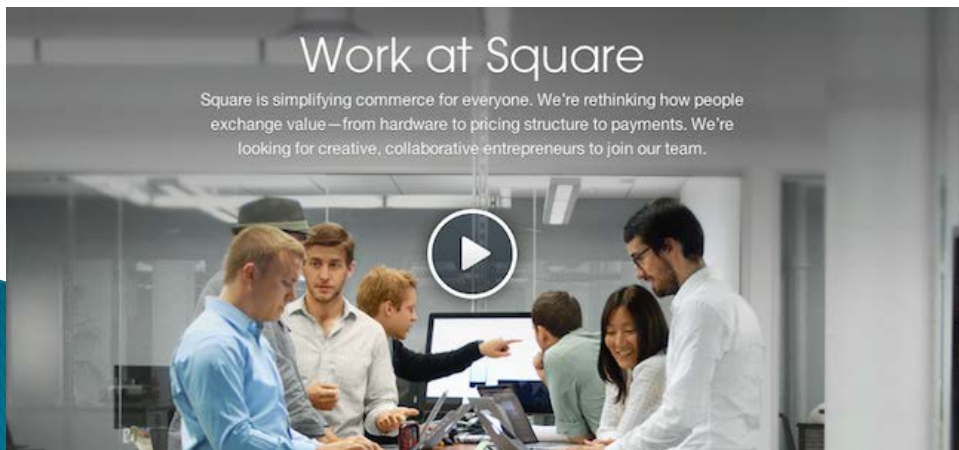 Work at Square
Square is simplifying commerce for everyone. We're rethinking how people
exchange value—from hardware to pricing structure to payments. We're
looking for creative, collaborative entrepreneurs to join our team.